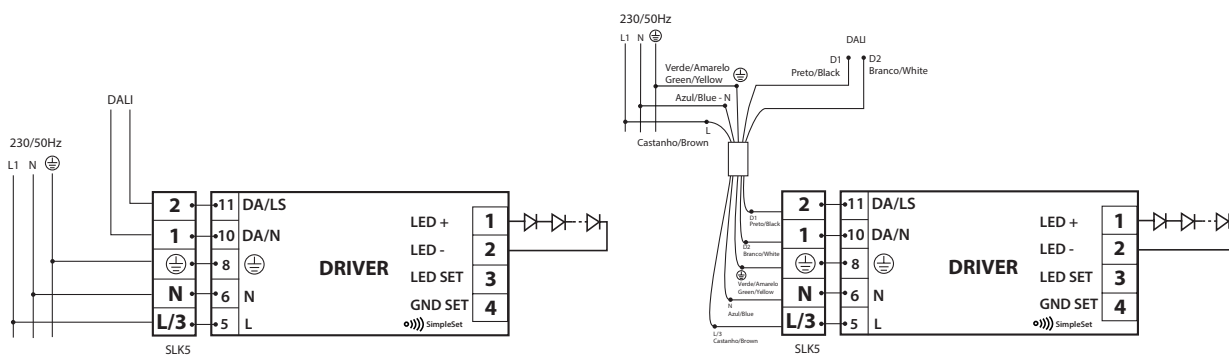 DALI
230/50Hz
L1 N
2
1
N
L/3
SLK5
11 DA/LS
10 DA/N
8
6 N
5 L
DRIVER
LED +
LED -
LED SET
GND SET
SimpleSet
1
2
3
4
230/50Hz
L1 N
Verde/Amarelo
Green/Yellow
Azul/Blue - N
L
Castanho/Brown
DALI
D1
Preto/Black
D2
Branco/White
D1
Preto/Black
D2
Branco/White
Verde/Amarelo
Green/Yellow
N
Azul/Blue
L/3
Castanho/Brown
2
1
N
L/3
SLK5
11 DA/LS
10 DA/N
8
6 N
5 L
DRIVER
LED +
LED -
LED SET
GND SET
SimpleSet
1
2
3
4